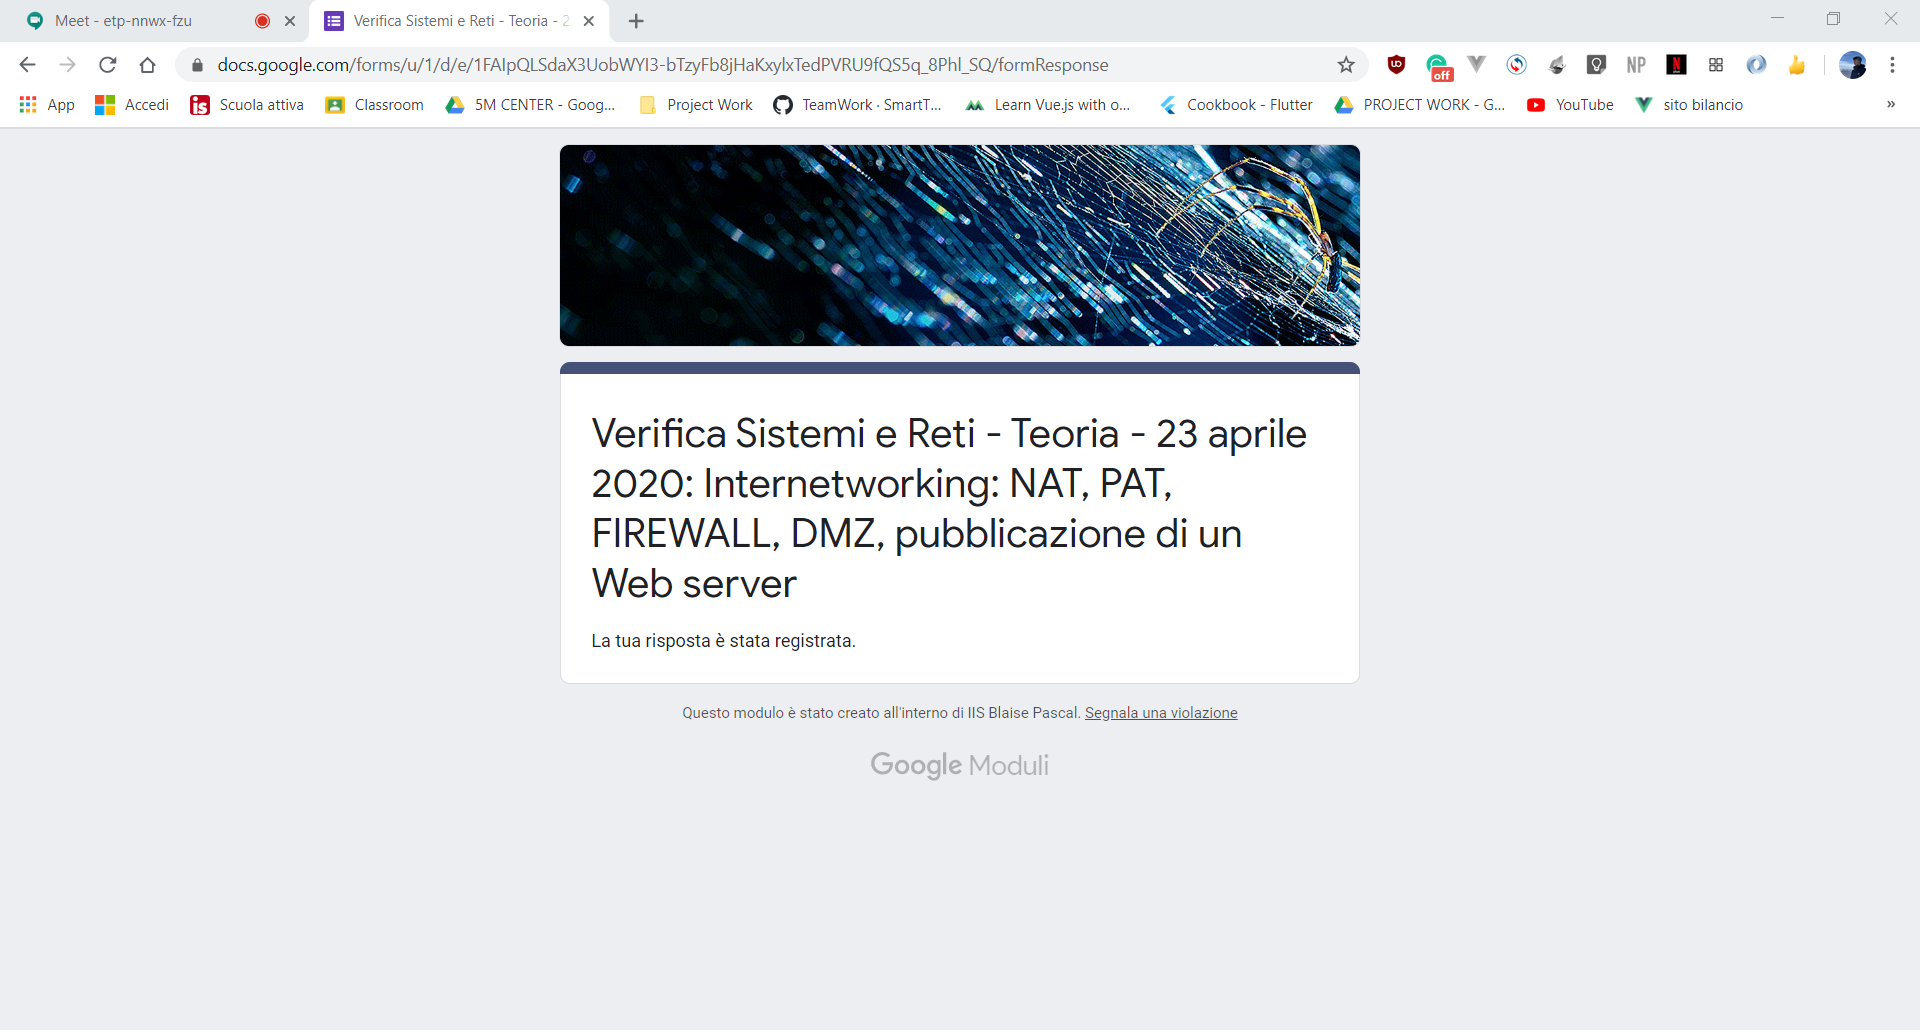 Meet - etp-nnwx-fzu
Verifica Sistemi e Reti - Teoria - 2
docs.google.com/forms/u/1/d/e/1FAIpQLSdaX3UobWYI3-bTzyFb8jHaKxylxTedPVRU9fQS5q_8Phl_SQ/formResponse
off
NP
App
Accedi
is
Scuola attiva
Classroom
5M CENTER - Goog...
Project Work
TeamWork · SmartT...
Learn Vue.js with o...
Cookbook - Flutter
PROJECT WORK - G...
YouTube
sito bilancio
»
Verifica Sistemi e Reti - Teoria - 23 aprile
2020: Internetworking: NAT, PAT,
FIREWALL, DMZ, pubblicazione di un
Web server
La tua risposta è stata registrata.
Questo modulo è stato creato all'interno di IIS Blaise Pascal. Segnala una violazione
Google Moduli